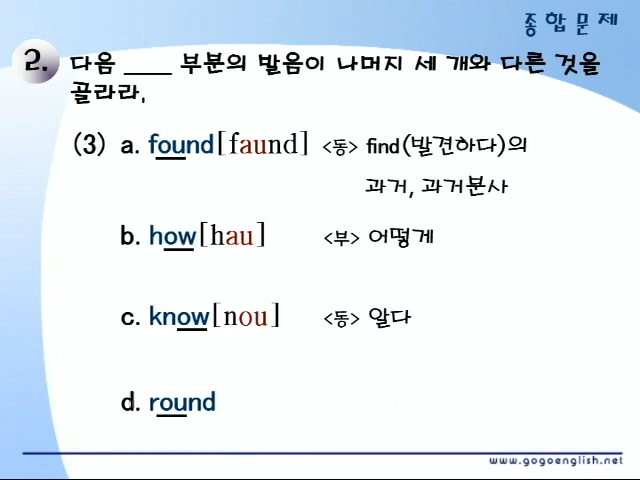 종합문제
2. 다음 ____ 부분의 발음이 나머지 세 개와 다른 것을
골라라.
(3) a. found[faund] <동> find(발견하다)의
과거, 과거분사
b. how[hau] <부> 어떻게
c. know[nou] <동> 알다
d. round
www.gogoenglish.net